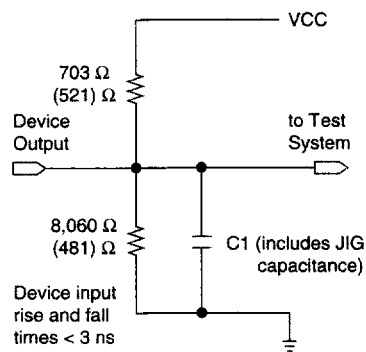 VCC
703 Ω
(521) Ω
Device
Output
to Test
System
8,060 Ω
(481) Ω
C1 (includes JIG
capacitance)
Device input
rise and fall
times < 3 ns